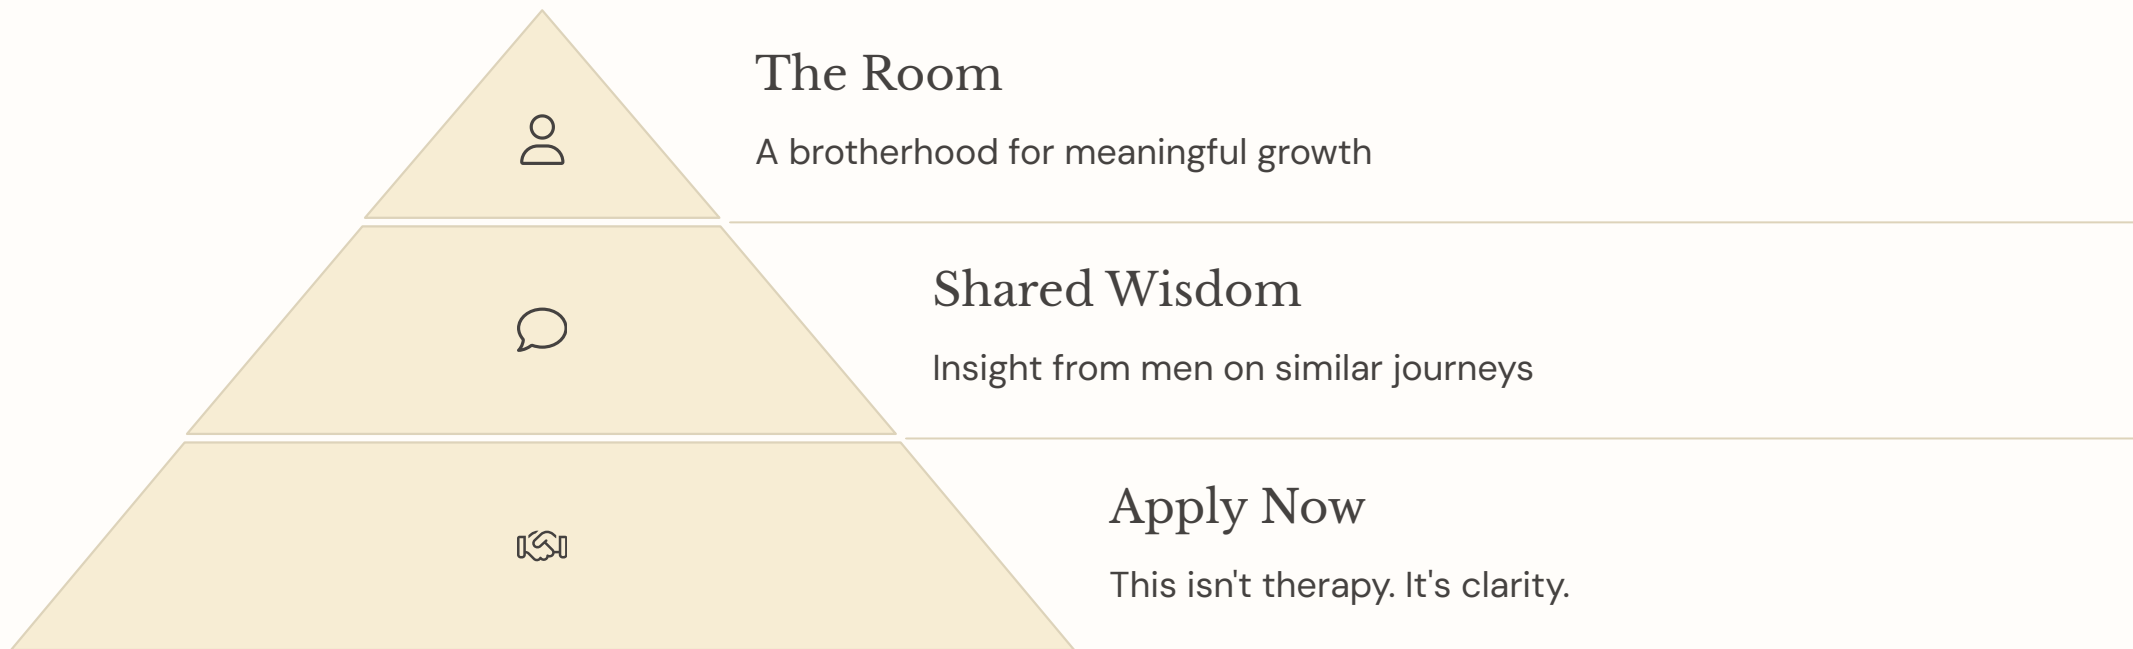 The Room
A brotherhood for meaningful growth
Shared Wisdom
Insight from men on similar journeys
Apply Now
This isn't therapy. It's clarity.